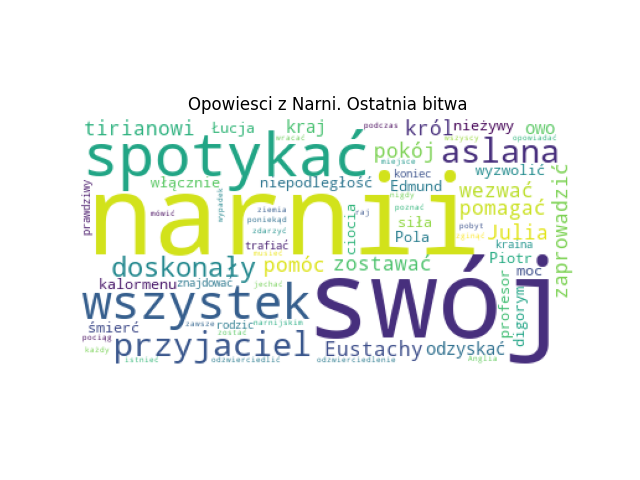 Opowiesci z Narni. Ostatnia bitwa
tirianowi Łucja kraj podczas król nieżywy owo
wracać wszyscy opowiadać
spotykać pokój aslana
miejsce
włącznie niepodległość koniec Edmund wyzwolić
prawdziwy narnii wypadek nigdy wezwać zaprowadzić
mówić ziemia raj poznać pomagać
poniekąd siła pobyt Julia
zdarzyć ciocia Pola zginąć
trafiać kraina
musieć Piotr
doskonały pomóc zostawać moc
kalormenu znajdować jechać swój profesor digorym
wszystek
śmierć zawsze rodzic narnijskim
pociąg przyjaciel zostać Eustachy odzyskać
każdy istnieć odzwierciedlić odzwierciedlenie Anglia